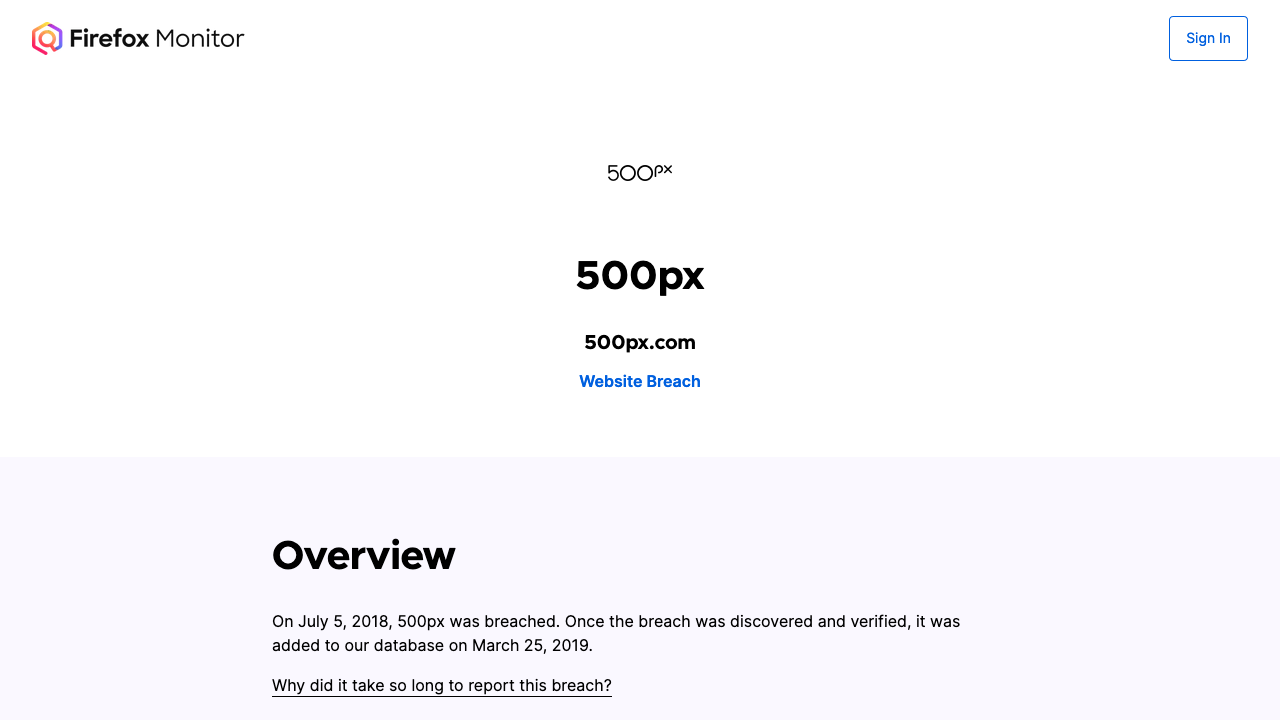 Firefox Monitor
Sign In
500px
500px
500px.com
Website Breach
Overview
On July 5, 2018, 500px was breached. Once the breach was discovered and verified, it was
added to our database on March 25, 2019.
Why did it take so long to report this breach?